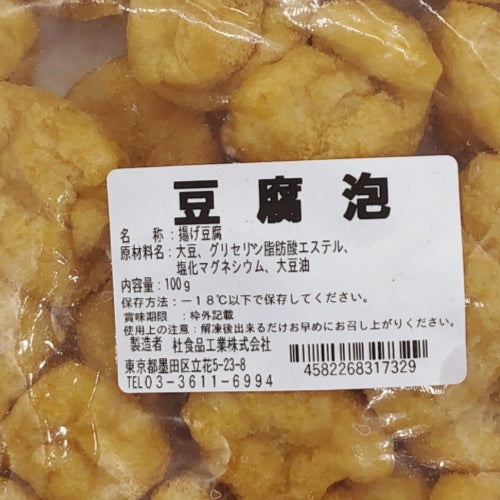 豆腐泡
名 称:揚げ豆腐
原材料名:大豆、グリセリン脂肪酸エステル、
塩化マグネシウム、大豆油
内容量:100g
保存方法:－18℃以下で保存してください。
賞味期限 :枠外記載
使用上の注意:解凍後出来るだけお早めにお召し上がりください。
製造者 杜食品工業株式会社
東京都墨田区立花5-23-8
TEL03-3611-6994
4582268317329